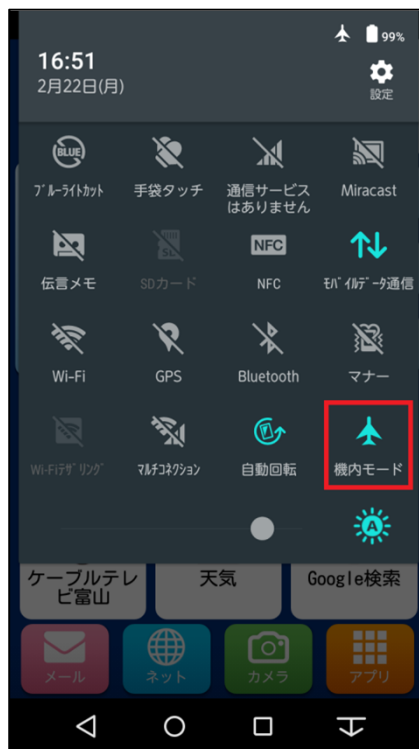 99%
16:51
2月22日(月)
設定
BLUE
ﾌﾞﾙｰﾗｲﾄｶｯﾄ
手袋タッチ
通信サービス
はありません
Miracast
伝言メモ
SD
SDカード
NFC
NFC
ﾓﾊﾞｲﾙﾃﾞｰﾀ通信
Wi-Fi
GPS
Bluetooth
マナー
Wi-Fiﾃｻﾞﾘﾝｸﾞ
ﾏﾙﾁｺﾈｸｼｮﾝ
自動回転
機内モード
A
ケーブルテレ
ビ富山
天気
Google検索
メール
ネット
カメラ
アプリ